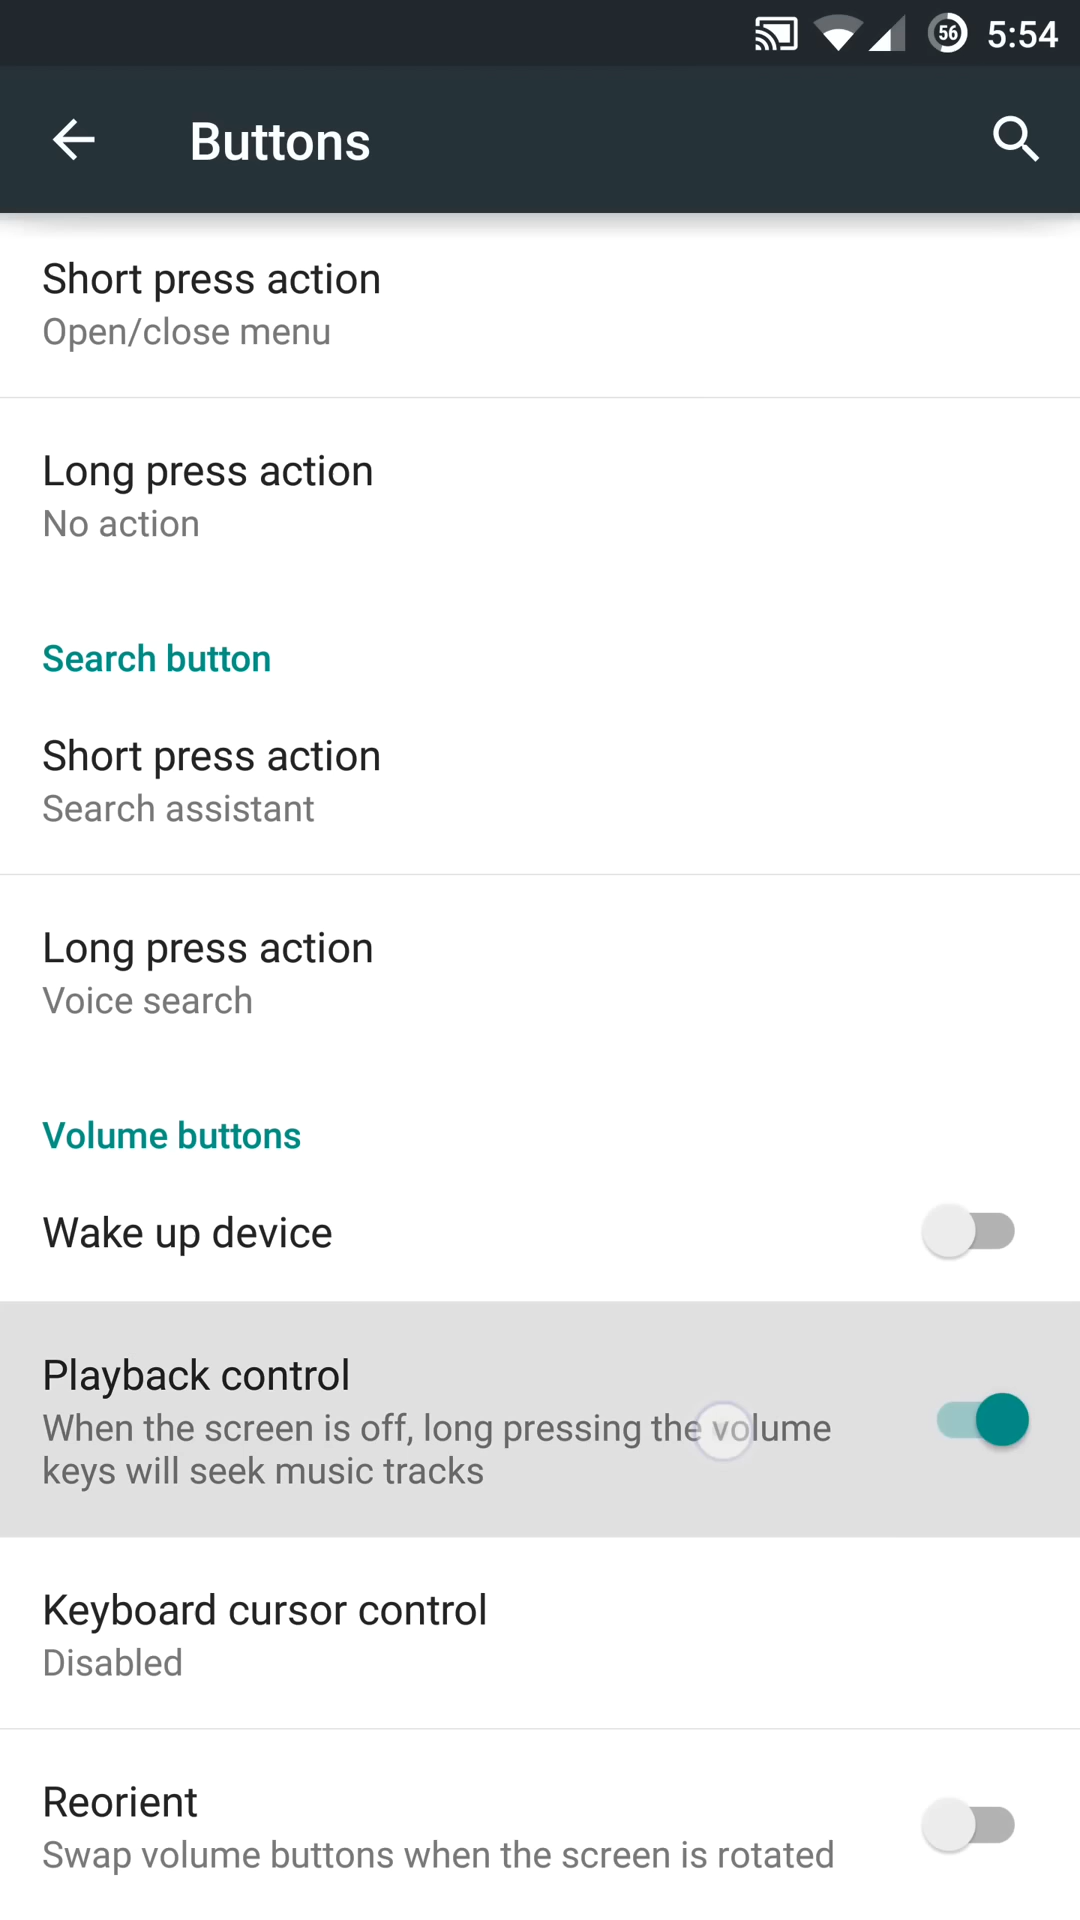 56 5:54
Buttons
Short press action
Open/close menu
Long press action
No action
Search button
Short press action
Search assistant
Long press action
Voice search
Volume buttons
Wake up device
Playback control
When the screen is off, long pressing the volume
keys will seek music tracks
Keyboard cursor control
Disabled
Reorient
Swap volume buttons when the screen is rotated